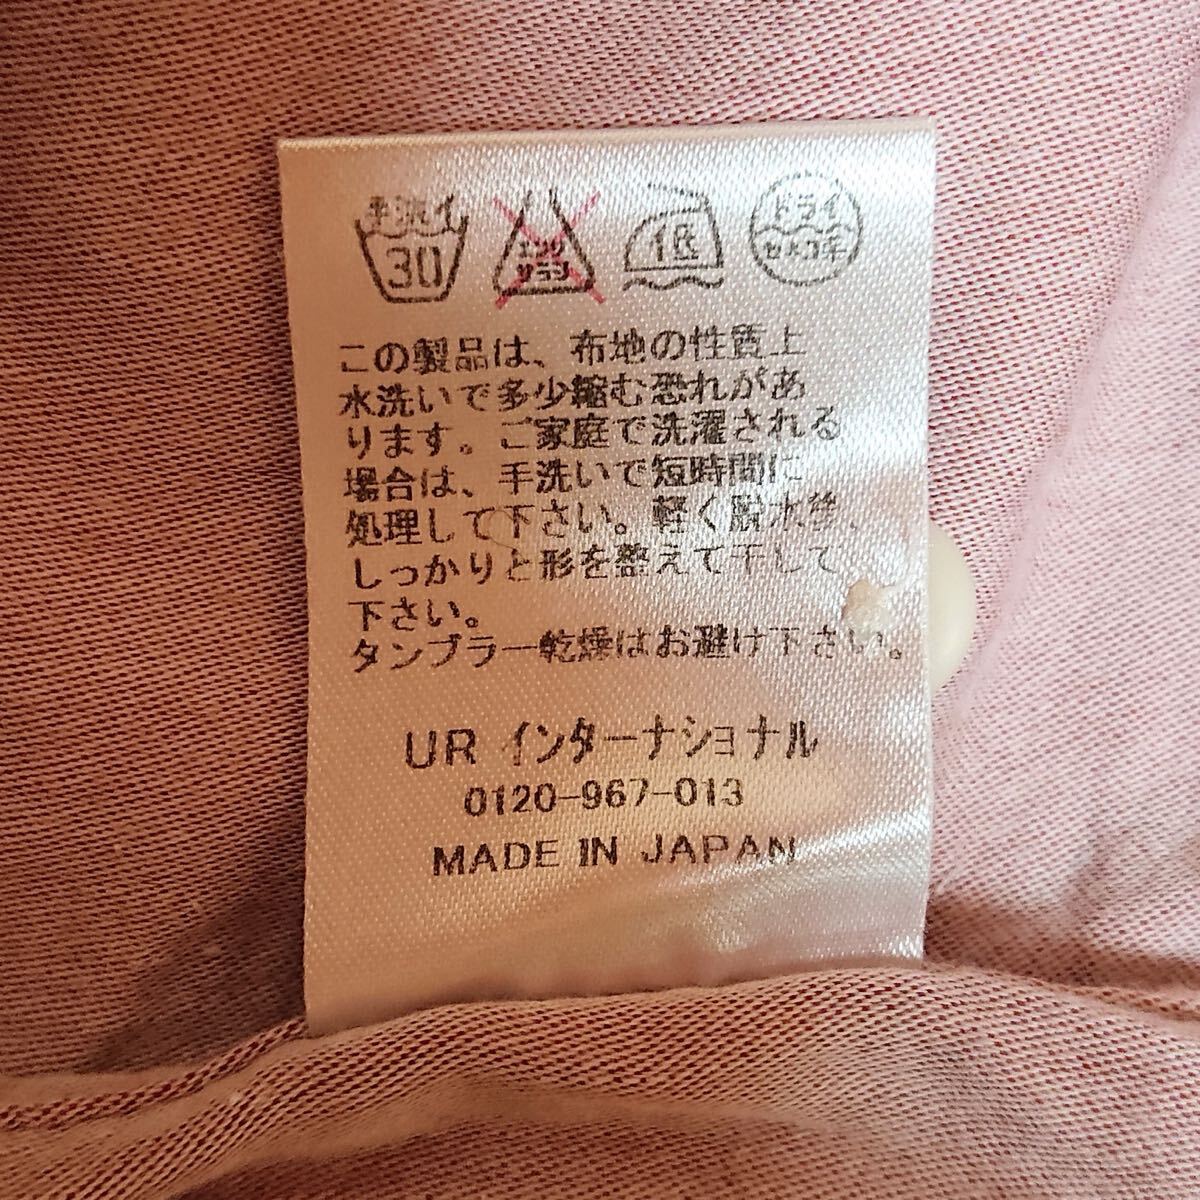 手洗イ
30
エンソ
サラシ
低
ドライ
セキユ系
この製品は、布地の性質上
水洗いで多少縮む恐れがあ
ります。ご家庭で洗濯される
場合は、手洗いで短時間に
処理して下さい。軽く脱水後、
しっかりと形を整えて干して
下さい。
タンブラー乾燥はお避け下さい。
UR インターナショナル
0120-967-013
MADE IN JAPAN